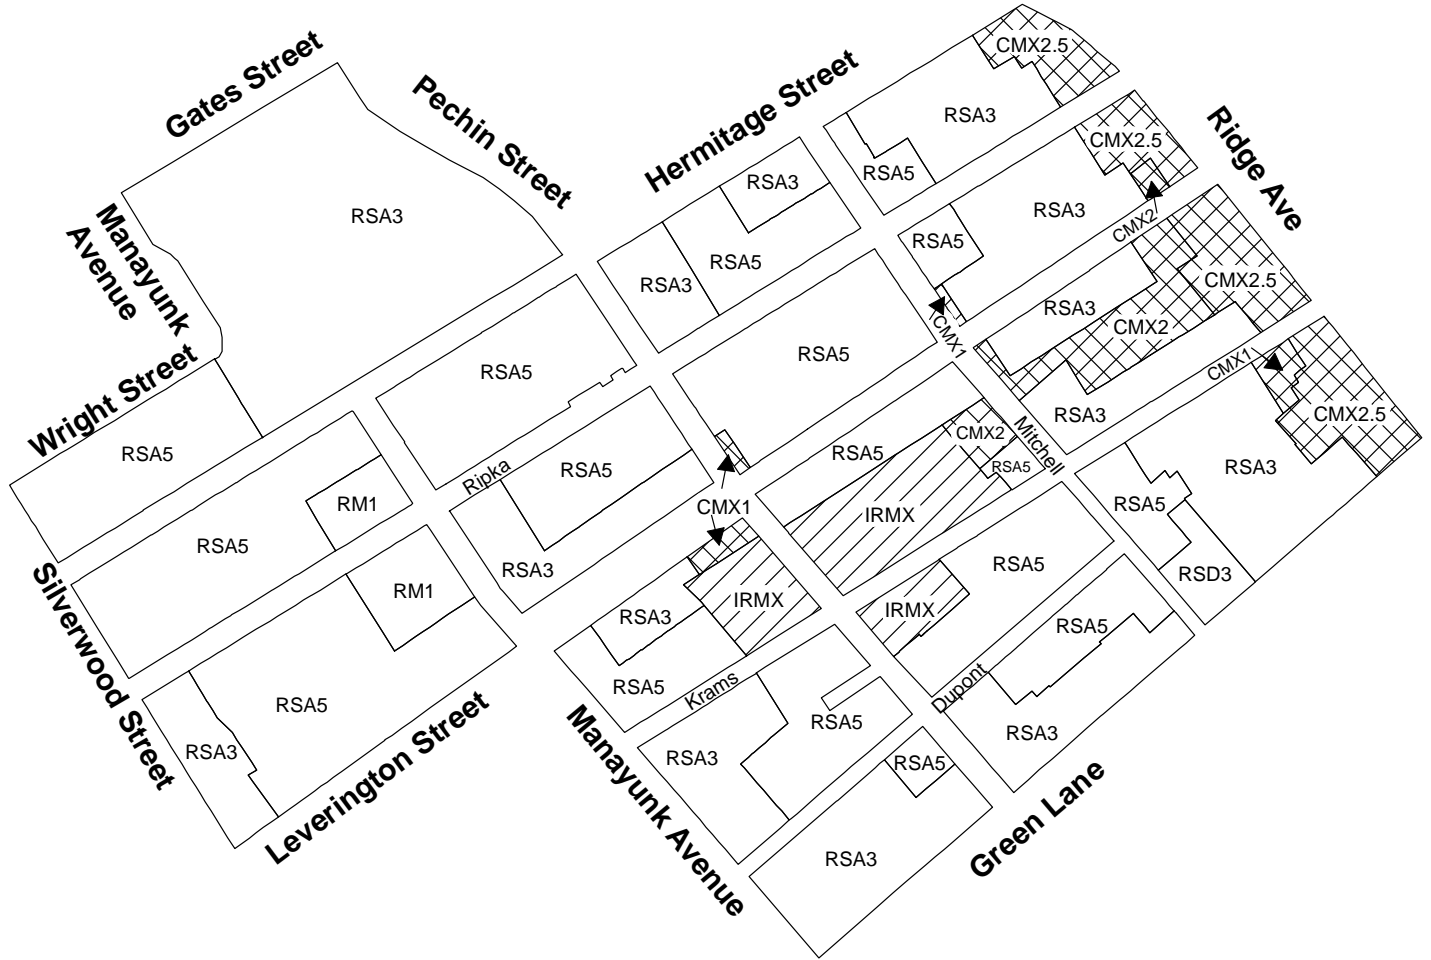 Gates Street
Pechin Street
Hermitage Street
Ridge Ave
CMX2.5
RSA3
RSA5
CMX2.5
RSA3
RSA5
CMX2
CMX1
RSA3
RSA5
RSA3
RSA3
Manayunk
Avenue
RSA3
CMX2
CMX2.5
RSA3
CMX1
CMX2.5
RSA3
RSA5
RSD3
RSA5
RSA5
CMX1
RSA5
CMX2
RSA5
Mitchell
IRMX
Wright Street
RSA5
RSA5
RM1
Ripka
RSA5
RSA3
RSA5
RM1
RSA3
IRMX
RSA5
IRMX
RSA5
Silverwood Street
RSA5
RSA3
Leverington Street
Krams
RSA3
RSA5
Dupont
RSA5
RSA3
RSA5
RSA3
Manayunk Avenue
Green Lane